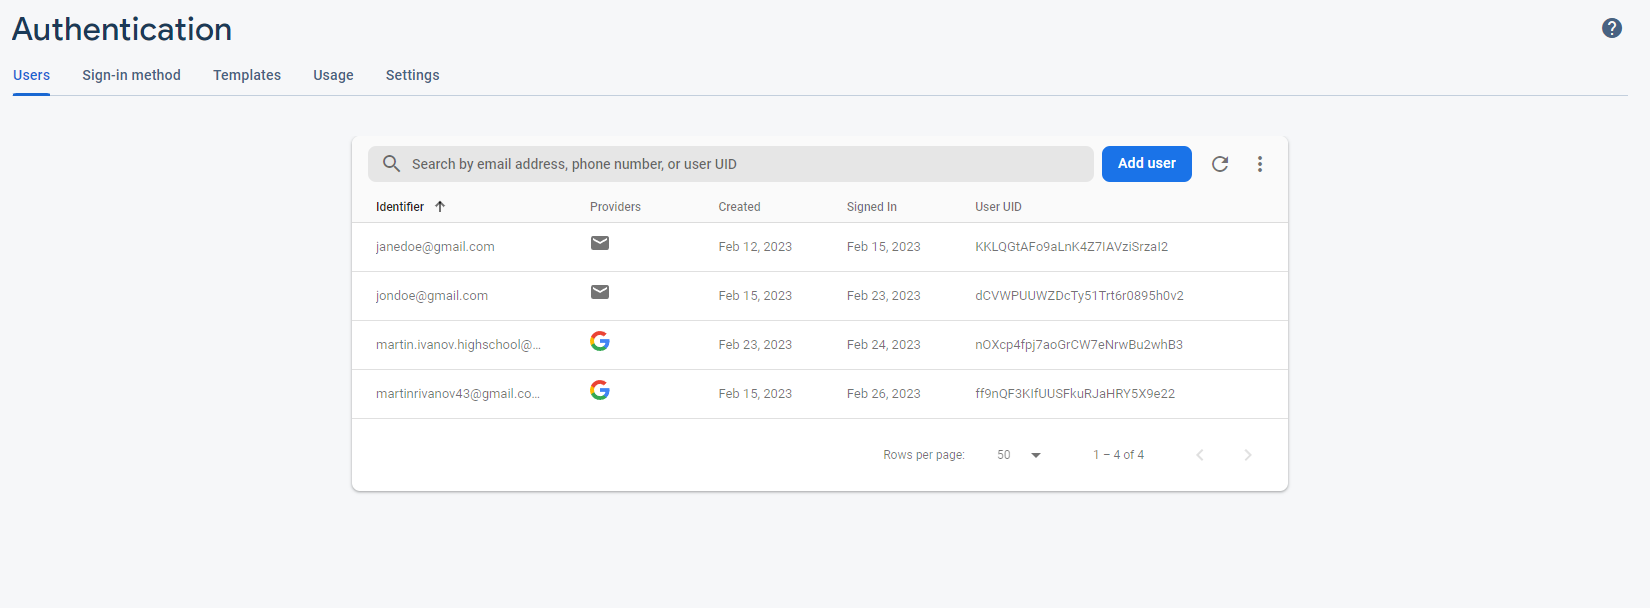 Authentication
Users Sign-in method Templates Usage Settings
Search by email address, phone number, or user UID Add user
Identifier Providers Created Signed In User UID
janedoe@gmail.com Feb 12, 2023 Feb 15, 2023 KKLQGtAFo9aLnK4Z7IAVziSrzaI2
jondoe@gmail.com Feb 15, 2023 Feb 23, 2023 dCVWPUUWZDcTy51Trt6r0895h0v2
martin.ivanov.highschool@... Feb 23, 2023 Feb 24, 2023 nOXcp4fpj7aoGrCW7eNrwBu2whB3
martinrivanov43@gmail.co... Feb 15, 2023 Feb 26, 2023 ff9nQF3KIfUUSFkuRJaHRY5X9e22
Rows per page: 50 1 – 4 of 4